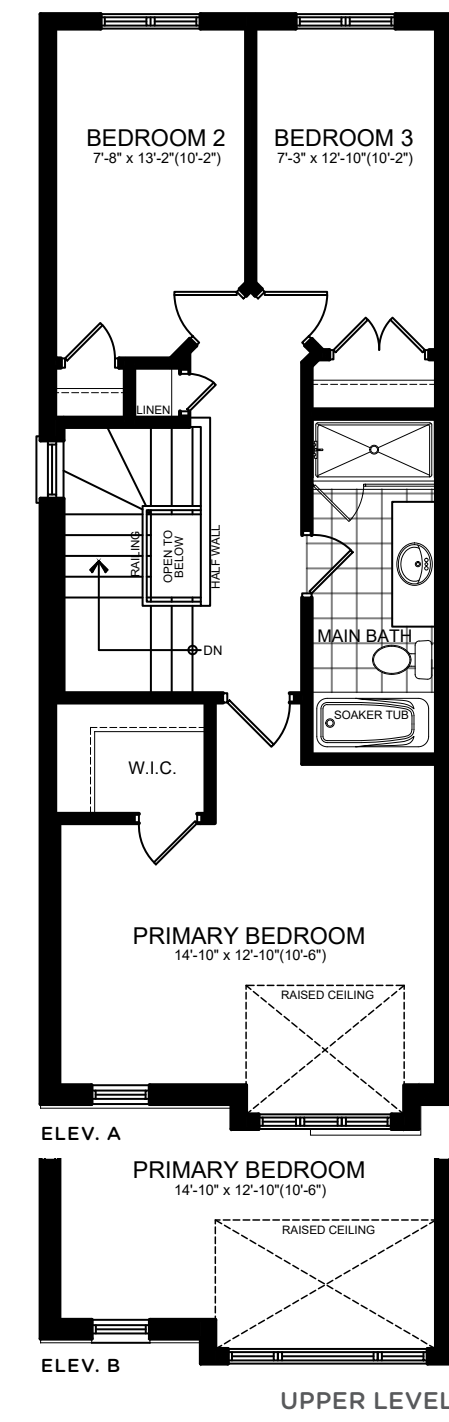 BEDROOM 2
7'-8" x 13'-2"(10'-2")
BEDROOM 3
7'-3" x 12'-10"(10'-2")
LINEN
RAILING
OPEN TO
BELOW
HALF WALL
DN
MAIN BATH
SOAKER TUB
W.I.C.
PRIMARY BEDROOM
14'-10" x 12'-10"(10'-6")
RAISED CEILING
ELEV. A
PRIMARY BEDROOM
14'-10" x 12'-10"(10'-6")
RAISED CEILING
ELEV. B
UPPER LEVEL